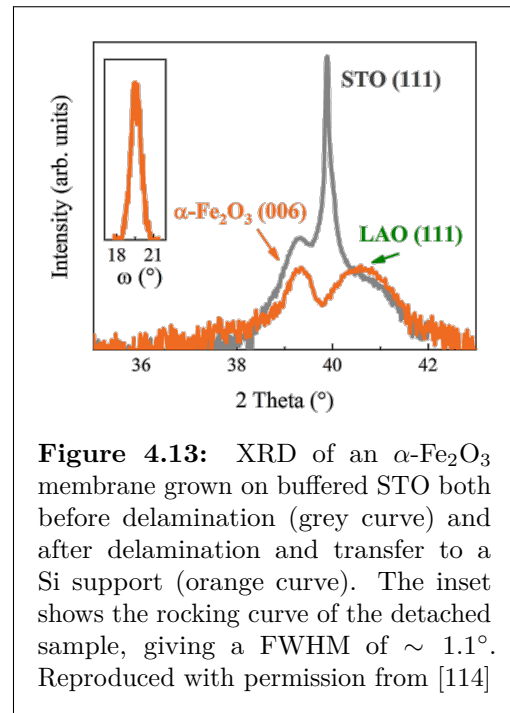 Intensity (arb. units)
STO (111)
α-Fe₂O₃ (006)
LAO (111)
18 21
ω (°)
36 38 40 42
2 Theta (°)
Figure 4.13: XRD of an α-Fe₂O₃
membrane grown on buffered STO both
before delamination (grey curve) and
after delamination and transfer to a
Si support (orange curve). The inset
shows the rocking curve of the detached
sample, giving a FWHM of ∼ 1.1°.
Reproduced with permission from [114]